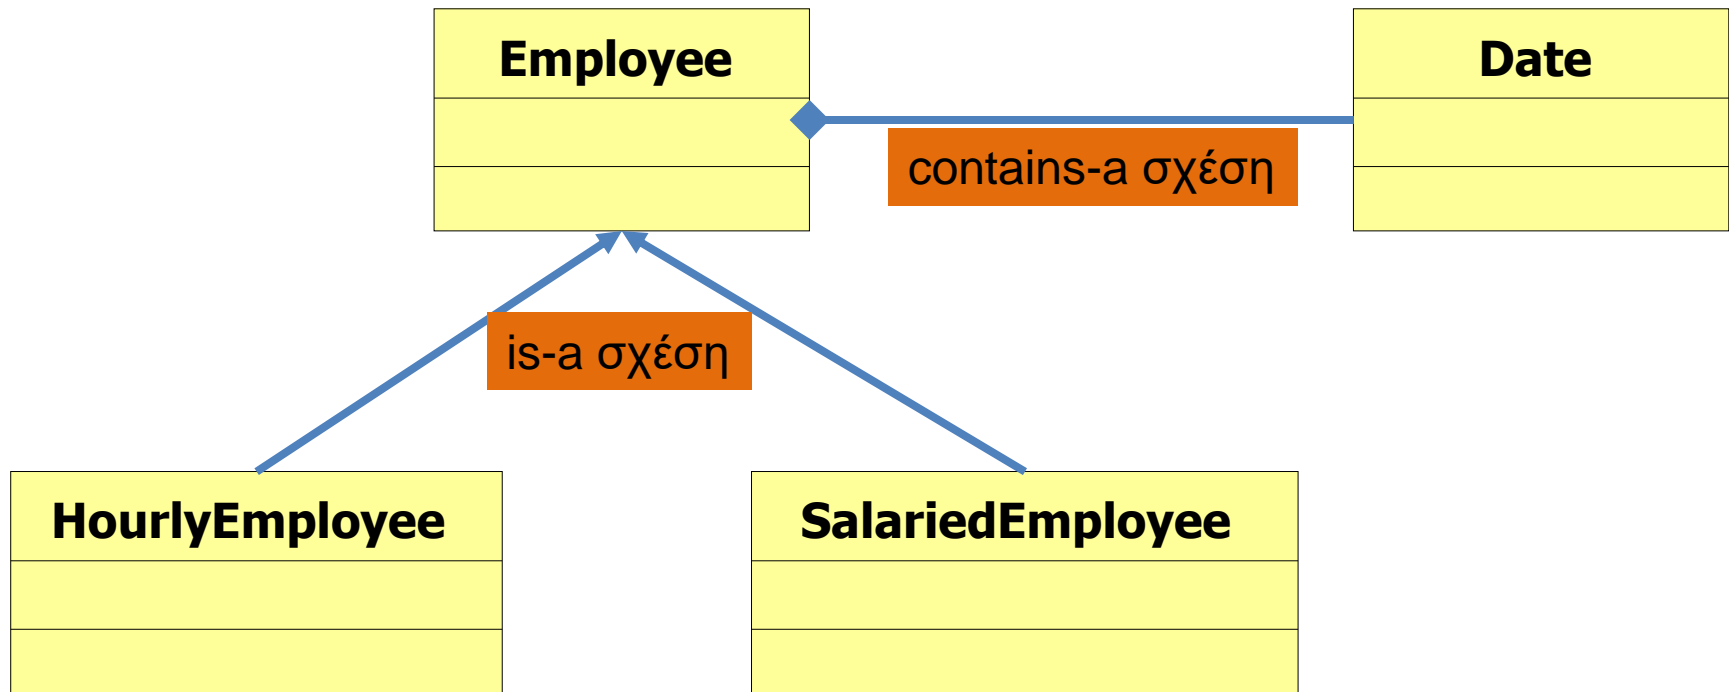 Employee
Date
contains-a σχέση
is-a σχέση
HourlyEmployee
SalariedEmployee